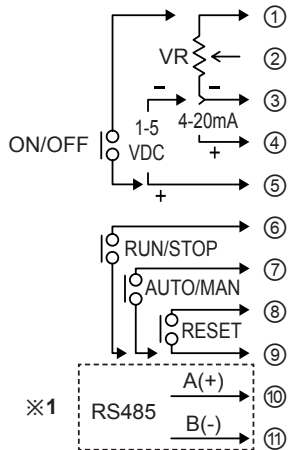 ①
VR ②
− − ③
1-5 4-20mA
ON/OFF VDC + ④
+ ⑤
⑥
RUN/STOP
⑦
AUTO/MAN
⑧
RESET
⑨
A(+) ⑩
※1 RS485
B(-) ⑪